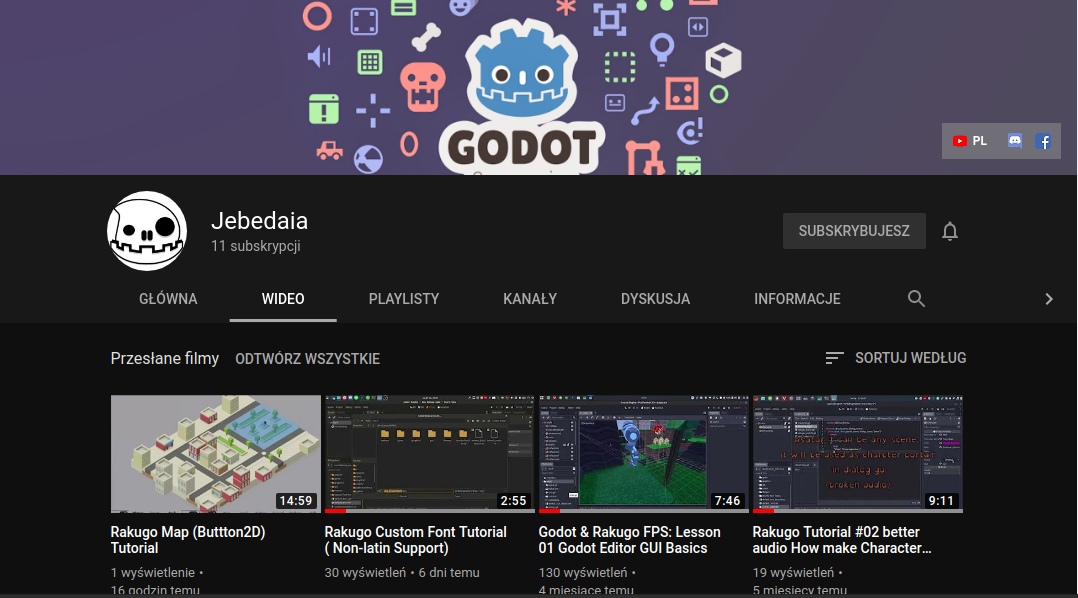 GODOT
PL
Jebedaia
11 subskrypcji
SUBSKRYBUJESZ
GŁÓWNA
WIDEO
PLAYLISTY
KANAŁY
DYSKUSJA
INFORMACJE
Przesłane filmy
ODTWÓRZ WSZYSTKIE
SORTUJ WEDŁUG
14:59
2:55
7:46
Avatar can be any scene,
it will be used as character portait
in dialog gui
(broken audio)
9:11
Rakugo Map (Buttton2D)
Tutorial
1 wyświetlenie •
16 godzin temu
Rakugo Custom Font Tutorial
( Non-latin Support)
30 wyświetleń • 6 dni temu
Godot & Rakugo FPS: Lesson
01 Godot Editor GUI Basics
130 wyświetleń •
4 miesiące temu
Rakugo Tutorial #02 better
audio How make Character...
19 wyświetleń •
5 miesięcy temu